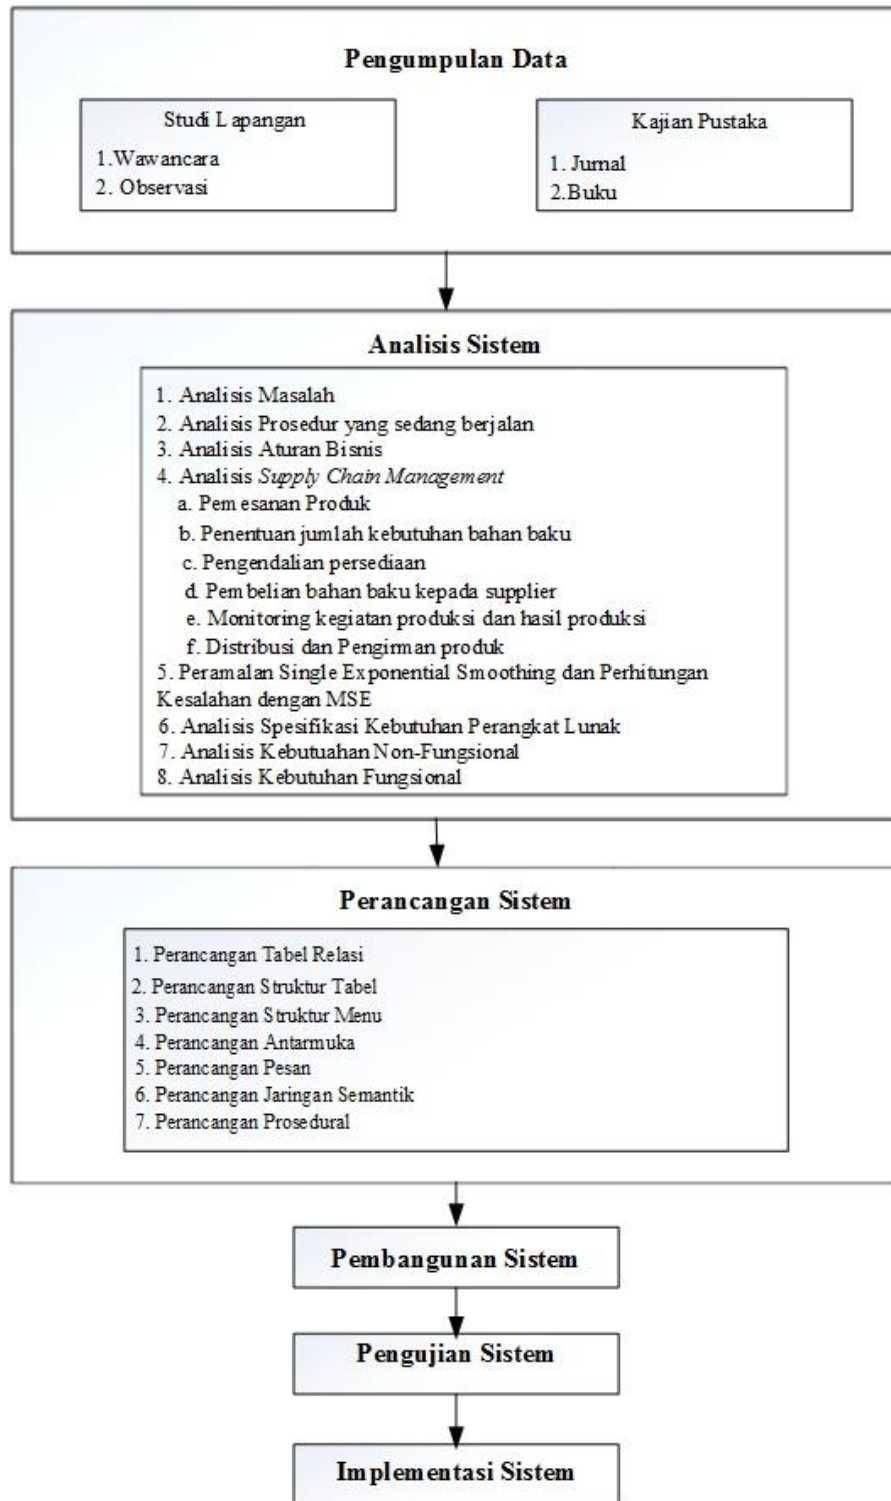 Pengumpulan Data
Studi Lapangan
1.Wawancara
2. Observasi
Kajian Pustaka
1. Jurnal
2.Buku
Analisis Sistem
1. Analisis Masalah
2. Analisis Prosedur yang sedang berjalan
3. Analisis Aturan Bisnis
4. Analisis Supply Chain Management
a. Pemesanan Produk
b. Penentuan jumlah kebutuhan bahan baku
c. Pengendalian persediaan
d. Pembelian bahan baku kepada supplier
e. Monitoring kegiatan produksi dan hasil produksi
f. Distribusi dan Pengirman produk
5. Peramalan Single Exponential Smoothing dan Perhitungan
Kesalahan dengan MSE
6. Analisis Spesifikasi Kebutuhan Perangkat Lunak
7. Analisis Kebutuahan Non-Fungsional
8. Analisis Kebutuhan Fungsional
Perancangan Sistem
1. Perancangan Tabel Relasi
2. Perancangan Struktur Tabel
3. Perancangan Struktur Menu
4. Perancangan Antarmuka
5. Perancangan Pesan
6. Perancangan Jaringan Semantik
7. Perancangan Prosedural
Pembangunan Sistem
Pengujian Sistem
Implementasi Sistem